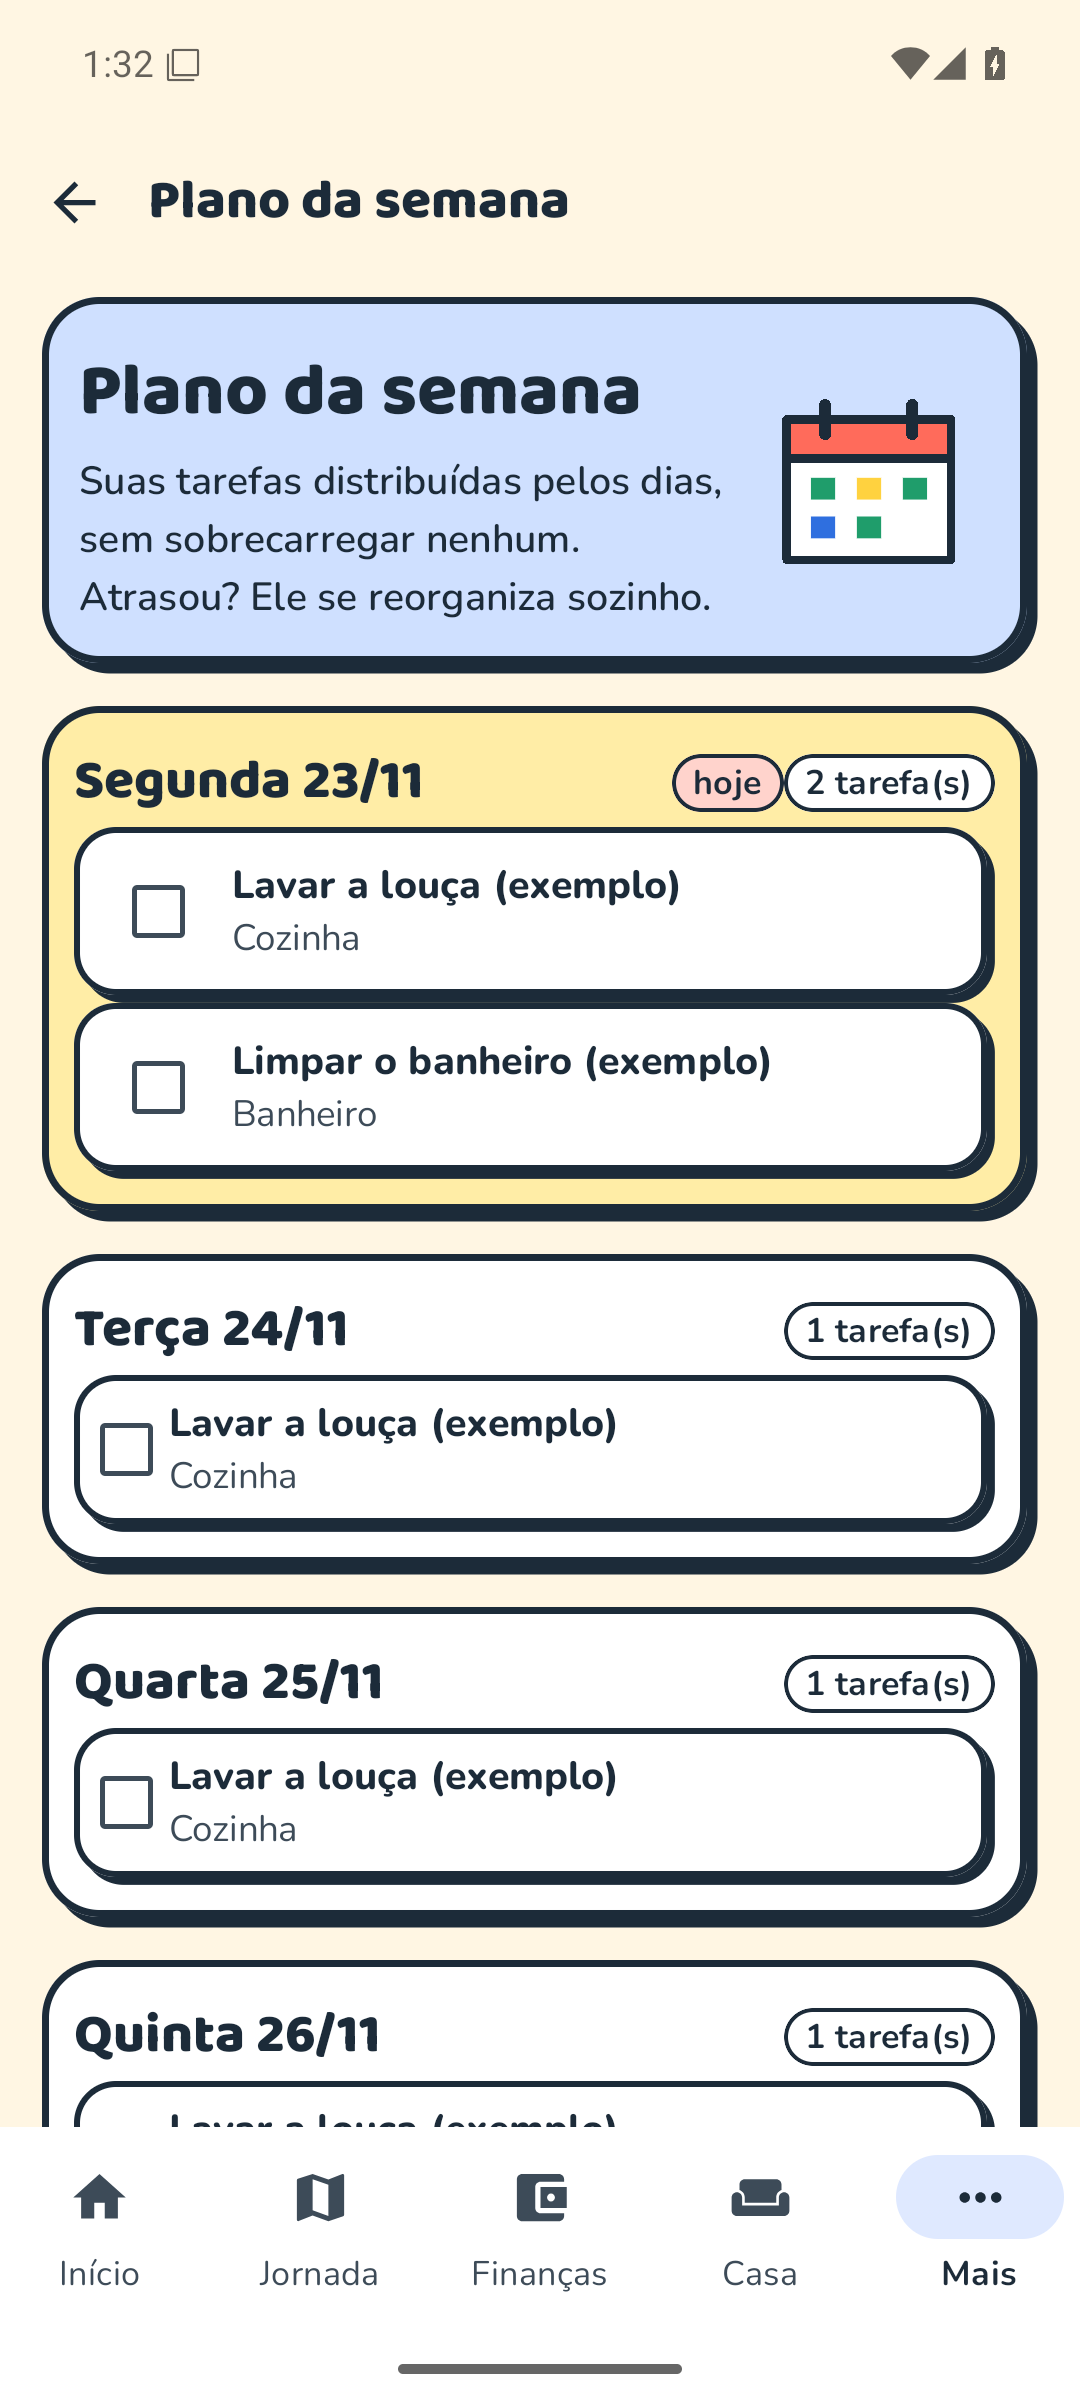 1:32
Plano da semana
Plano da semana
Suas tarefas distribuídas pelos dias,
sem sobrecarregar nenhum.
Atrasou? Ele se reorganiza sozinho.
Segunda 23/11
hoje
2 tarefa(s)
Lavar a louça (exemplo)
Cozinha
Limpar o banheiro (exemplo)
Banheiro
Terça 24/11
1 tarefa(s)
Lavar a louça (exemplo)
Cozinha
Quarta 25/11
1 tarefa(s)
Lavar a louça (exemplo)
Cozinha
Quinta 26/11
1 tarefa(s)
Lavar a louça (exemplo)
Início
Jornada
Finanças
Casa
Mais